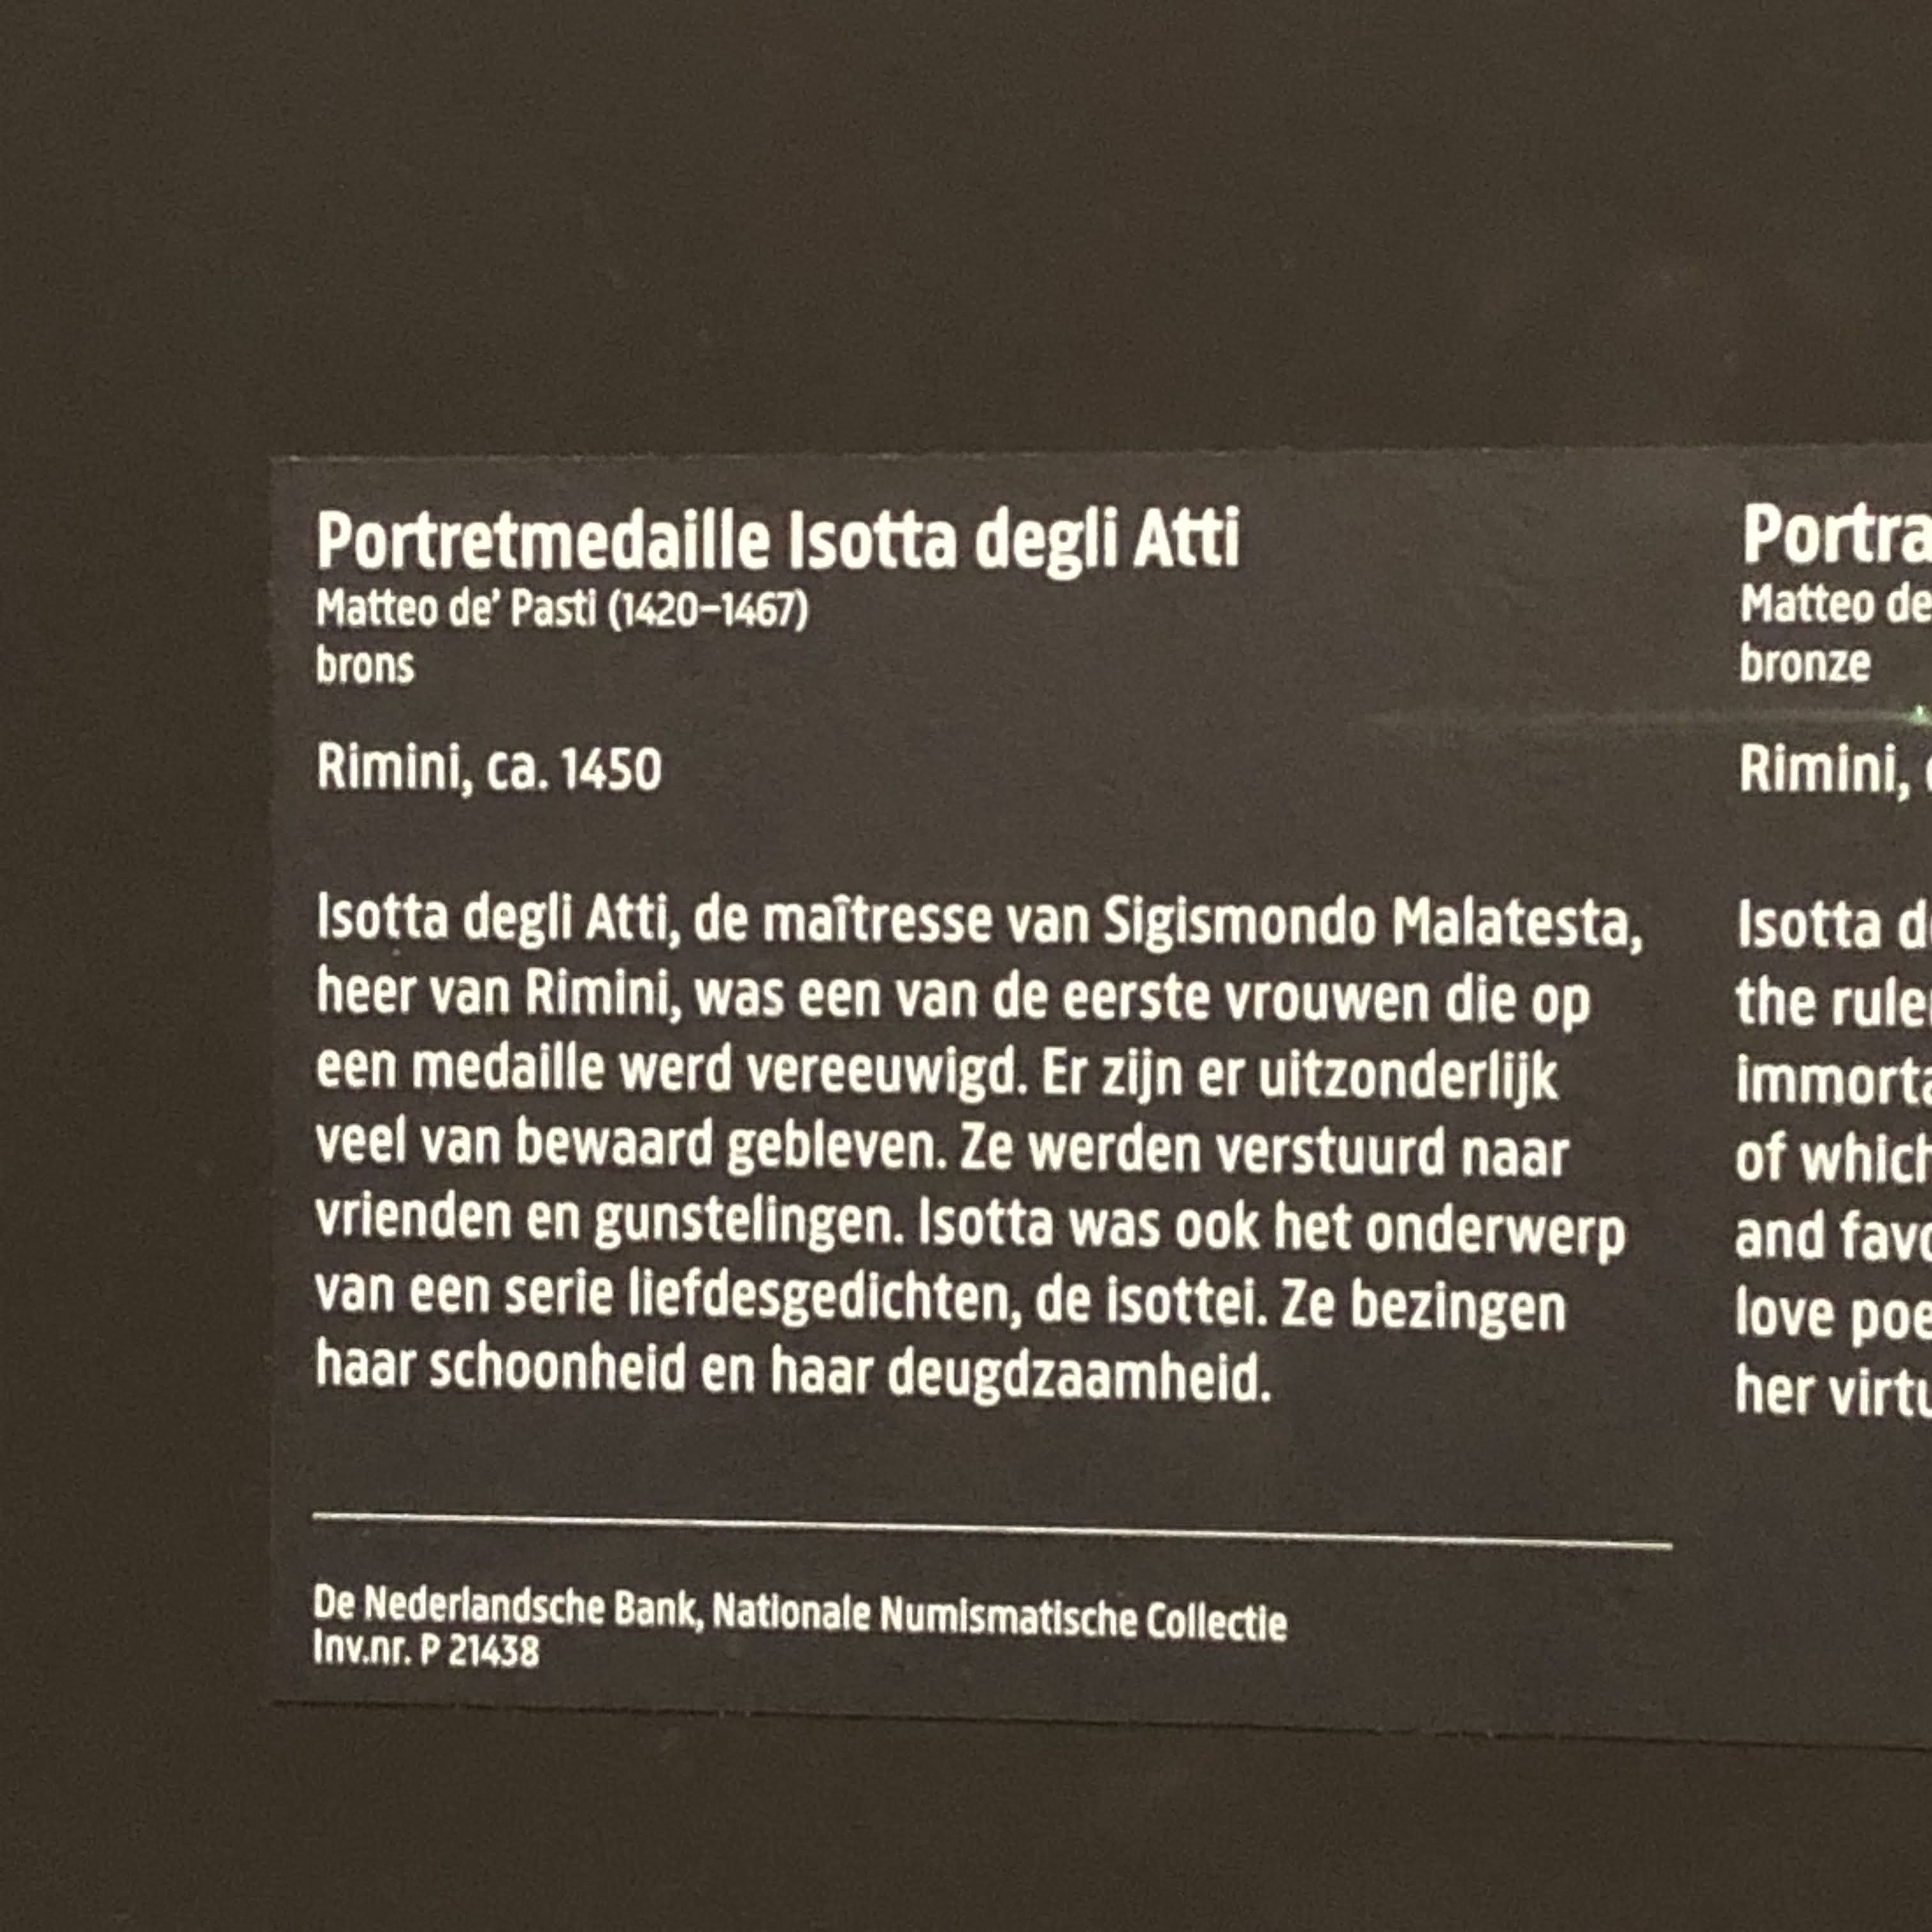 Portretmedaille Isotta degli Atti
Matteo de’ Pasti (1420–1467)
brons
Rimini, ca. 1450
Isotta degli Atti, de maîtresse van Sigismondo Malatesta,
heer van Rimini, was een van de eerste vrouwen die op
een medaille werd vereeuwigd. Er zijn er uitzonderlijk
veel van bewaard gebleven. Ze werden verstuurd naar
vrienden en gunstelingen. Isotta was ook het onderwerp
van een serie liefdesgedichten, de isottei. Ze bezingen
haar schoonheid en haar deugdzaamheid.
De Nederlandsche Bank, Nationale Numismatische Collectie
Inv.nr. P 21438
Matteo
bronze
Rimini,
Isotta
the
of which
and
love
her